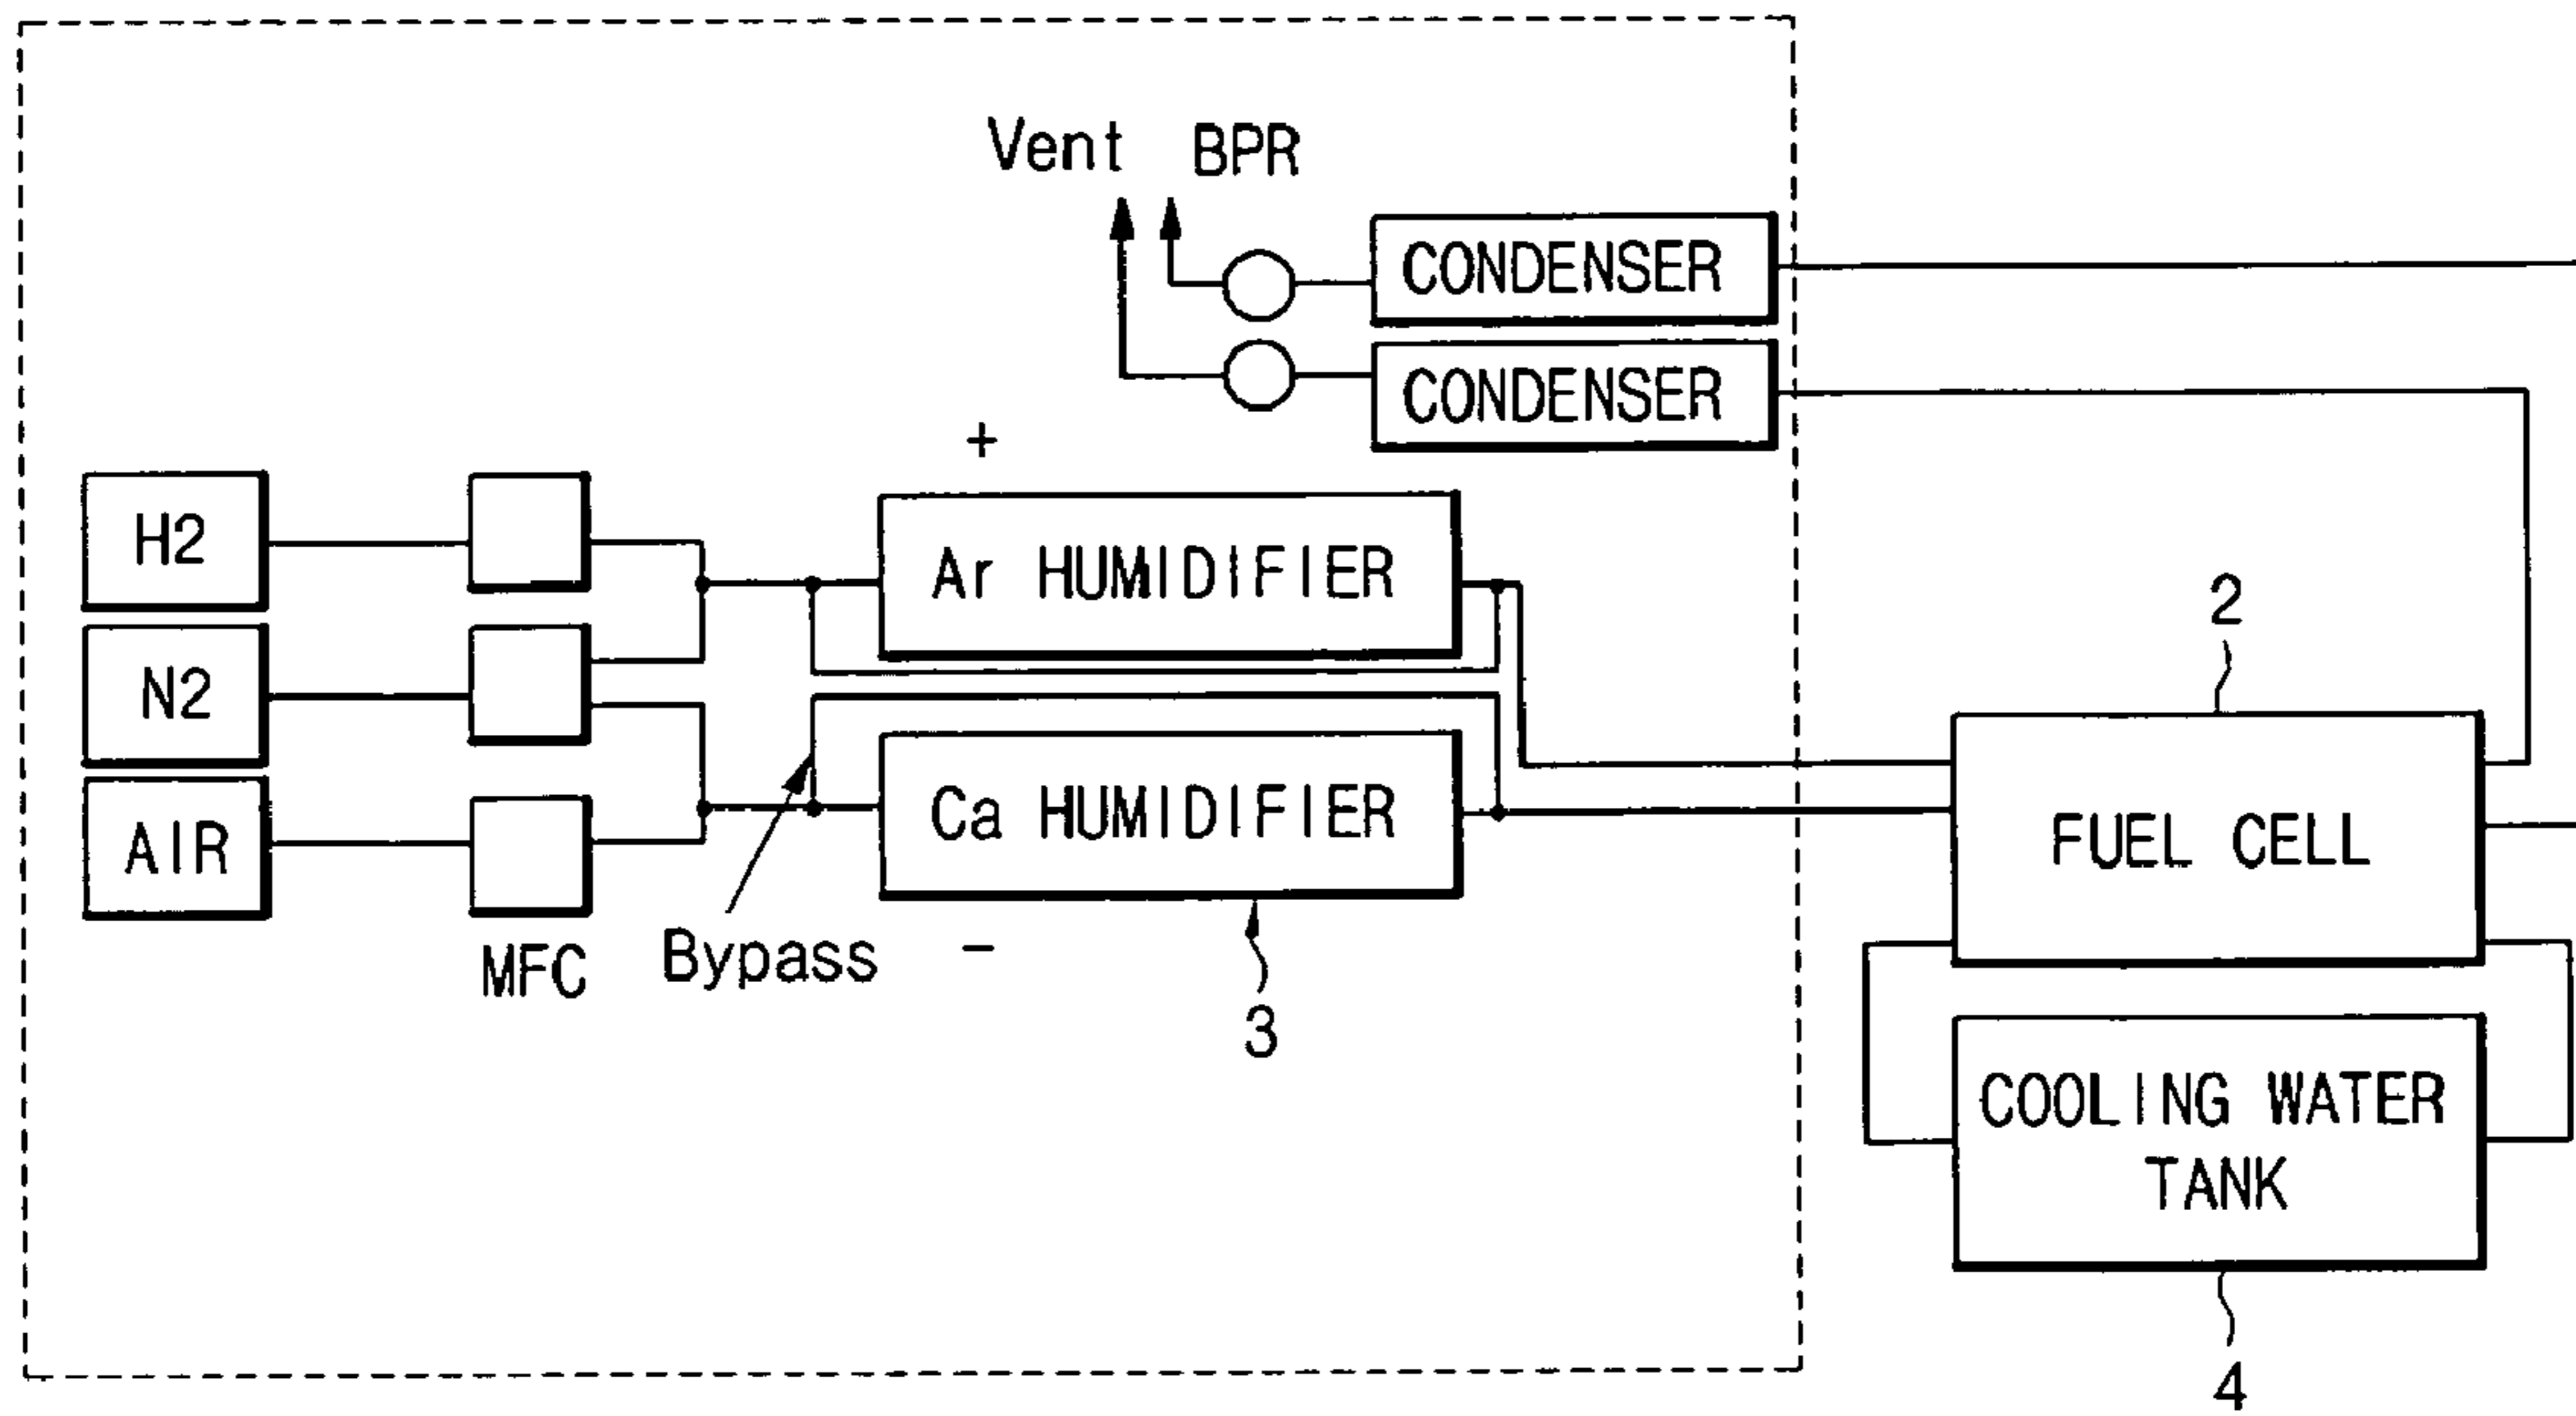 Vent BPR
CONDENSER
CONDENSER
+
H2
Ar HUMIDIFIER
2
N2
AIR
Ca HUMIDIFIER
FUEL CELL
MFC
Bypass
-
3
COOLING WATER
TANK
4